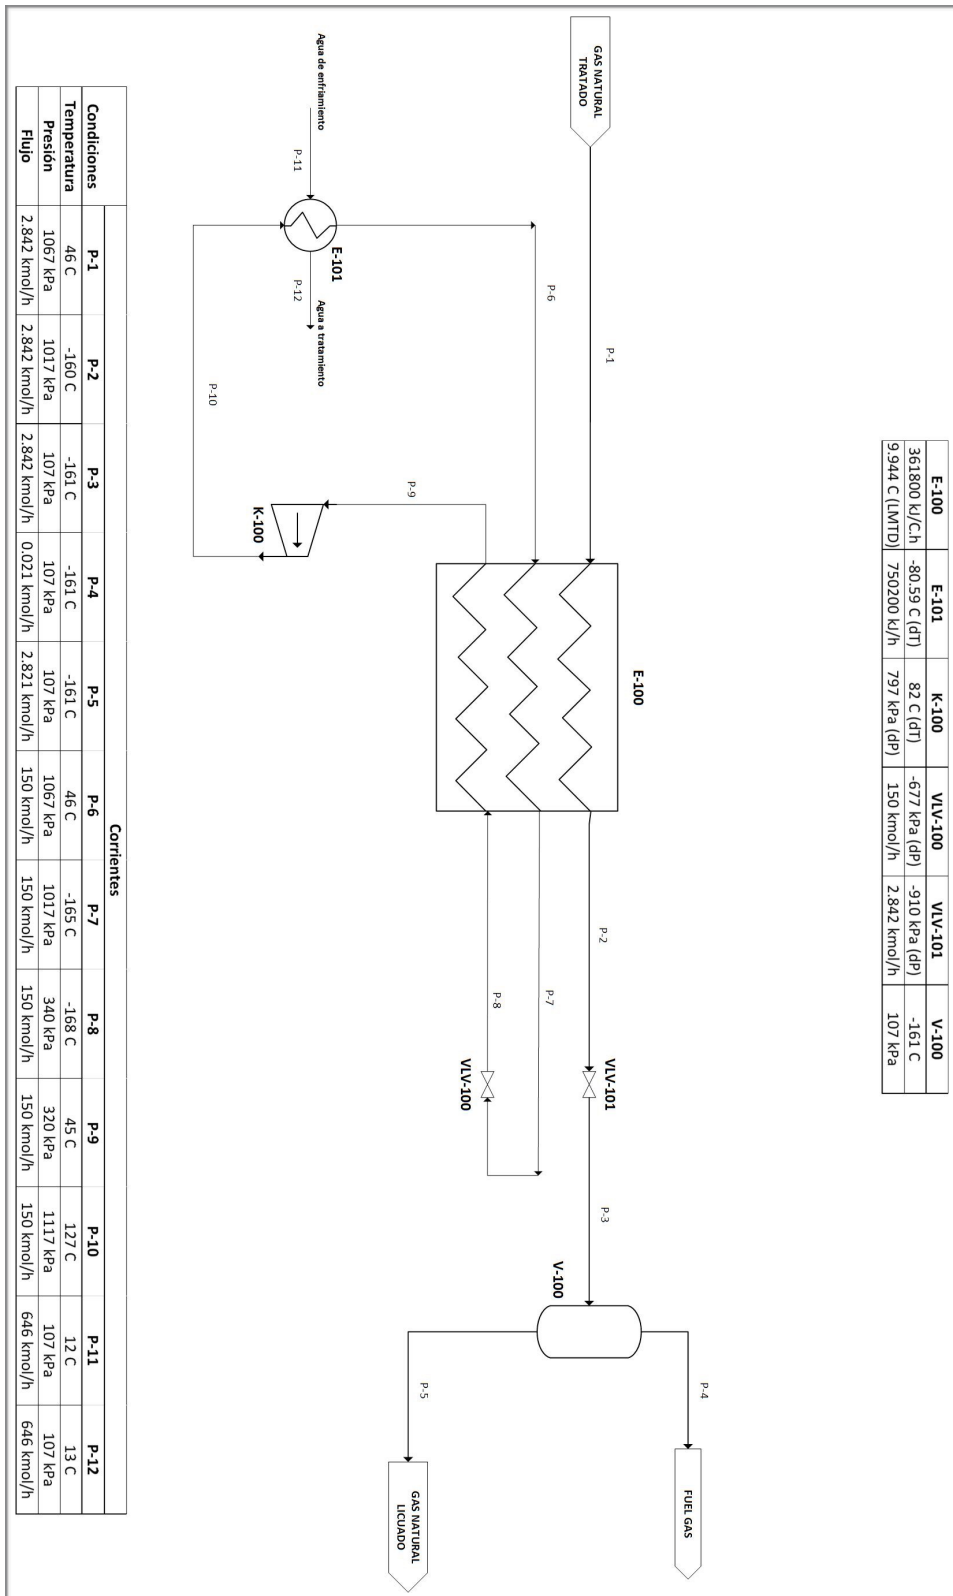 E-100 E-101 K-100 VLV-100 VLV-101 V-100
361800 kJ/C.h -80.59 C (dT) 82 C (dT) -677 kPa (dP) -910 kPa (dP) -161 C
9.944 C (LMTD) 750200 kJ/h 797 kPa (dP) 150 kmol/h 2.842 kmol/h 107 kPa
GAS NATURAL
TRATADO
P-1
E-100
P-2
VLV-101
P-3
V-100
P-4
FUEL GAS
P-5
GAS NATURAL
LICUADO
P-6
P-7
P-8
VLV-100
P-9
K-100
P-10
Agua de enfriamiento
P-11
E-101
P-12
Agua a tratamiento
Condiciones Corrientes
P-1 P-2 P-3 P-4 P-5 P-6 P-7 P-8 P-9 P-10 P-11 P-12
Temperatura 46 C -160 C -161 C -161 C -161 C 46 C -165 C -168 C 45 C 127 C 12 C 13 C
Presión 1067 kPa 1017 kPa 107 kPa 107 kPa 107 kPa 1067 kPa 1017 kPa 340 kPa 320 kPa 1117 kPa 107 kPa 107 kPa
Flujo 2.842 kmol/h 2.842 kmol/h 2.842 kmol/h 0.021 kmol/h 2.821 kmol/h 150 kmol/h 150 kmol/h 150 kmol/h 150 kmol/h 150 kmol/h 646 kmol/h 646 kmol/h